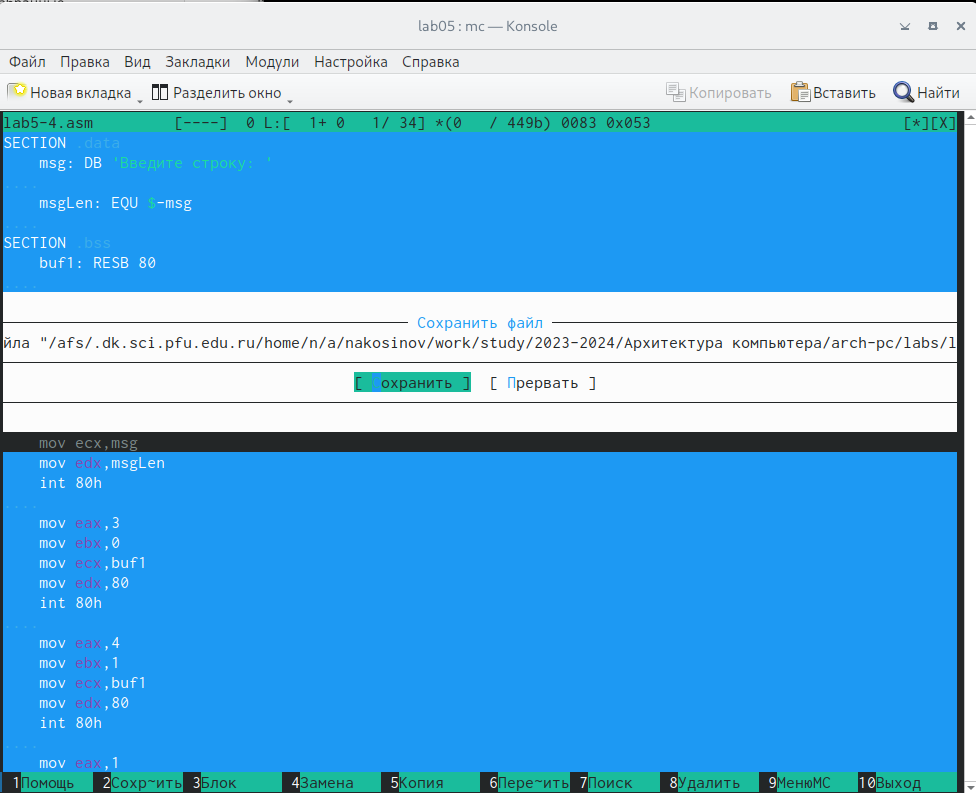 lab05 : mc — Konsole
Файл Правка Вид Закладки Модули Настройка Справка
Новая вкладка Разделить окно Копировать Вставить Найти
lab5-4.asm [----] 0 L:[ 1+ 0 1/ 34] *(0 / 449b) 0083 0x053 [*][X]
SECTION .data
msg: DB 'Введите строку: '
....
msgLen: EQU $-msg
....
SECTION .bss
buf1: RESB 80
....
Сохранить файл
йла "/afs/.dk.sci.pfu.edu.ru/home/n/a/nakosinov/work/study/2023-2024/Архитектура компьютера/arch-pc/labs/l
[ Сохранить ] [ Прервать ]
mov ecx,msg
mov edx,msgLen
int 80h
....
mov eax,3
mov ebx,0
mov ecx,buf1
mov edx,80
int 80h
....
mov eax,4
mov ebx,1
mov ecx,buf1
mov edx,80
int 80h
....
mov eax,1
1Помощь 2Сохр~ить 3Блок 4Замена 5Копия 6Пере~ить 7Поиск 8Удалить 9МенюMC 10Выход